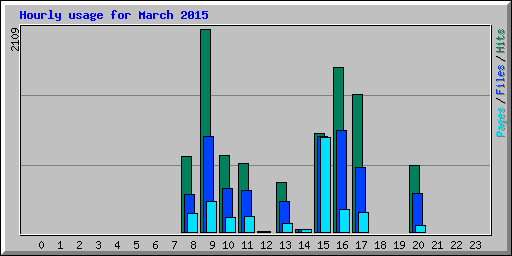 Hourly usage for March 2015
2109
Pages / Files / Hits
0 1 2 3 4 5 6 7 8 9 10 11 12 13 14 15 16 17 18 19 20 21 22 23